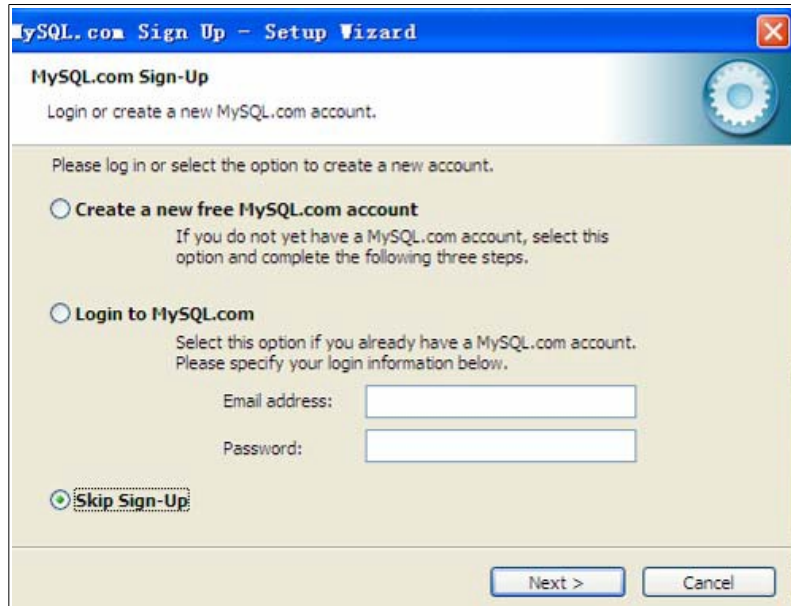 MySQL.com Sign Up - Setup Wizard
MySQL.com Sign-Up
Login or create a new MySQL.com account.
Please log in or select the option to create a new account.
Create a new free MySQL.com account
If you do not yet have a MySQL.com account, select this
option and complete the following three steps.
Login to MySQL.com
Select this option if you already have a MySQL.com account.
Please specify your login information below.
Email address:
Password:
Skip Sign-Up
Next >
Cancel